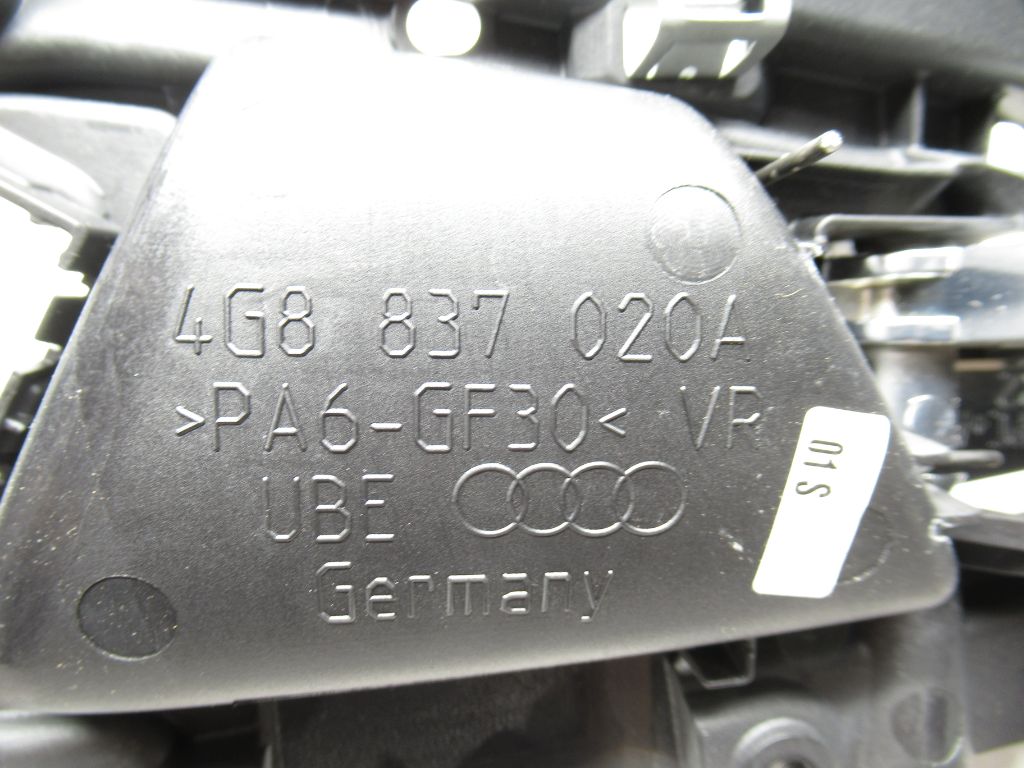 4G8 837 020A
>PA6-GF30< VR
UBE
Germany
01S